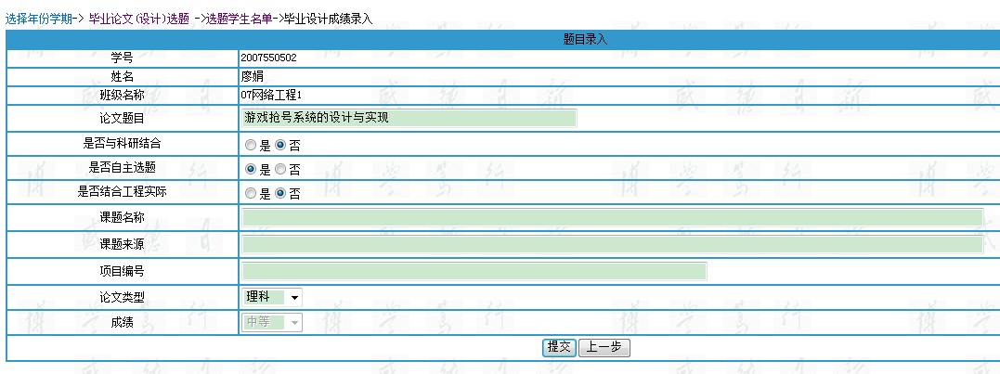 选择年份学期-> 毕业论文(设计)选题 ->选题学生名单->毕业设计成绩录入
题目录入
学号 2007550502
姓名 廖娟
班级名称 07网络工程1
论文题目 游戏抢号系统的设计与实现
是否与科研结合 是 否
是否自主选题 是 否
是否结合工程实际 是 否
课题名称
课题来源
项目编号
论文类型 理科
成绩 中等
提交 上一步